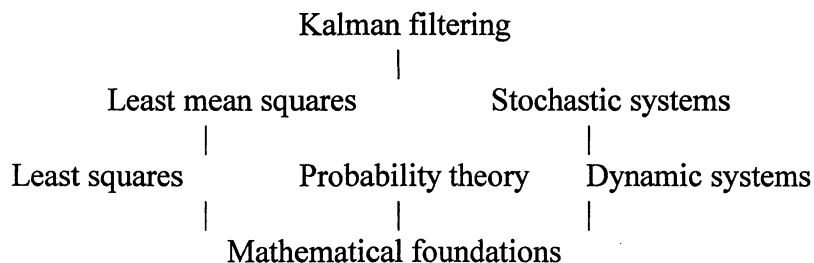 Kalman filtering
Least mean squares Stochastic systems
Least squares Probability theory Dynamic systems
Mathematical foundations